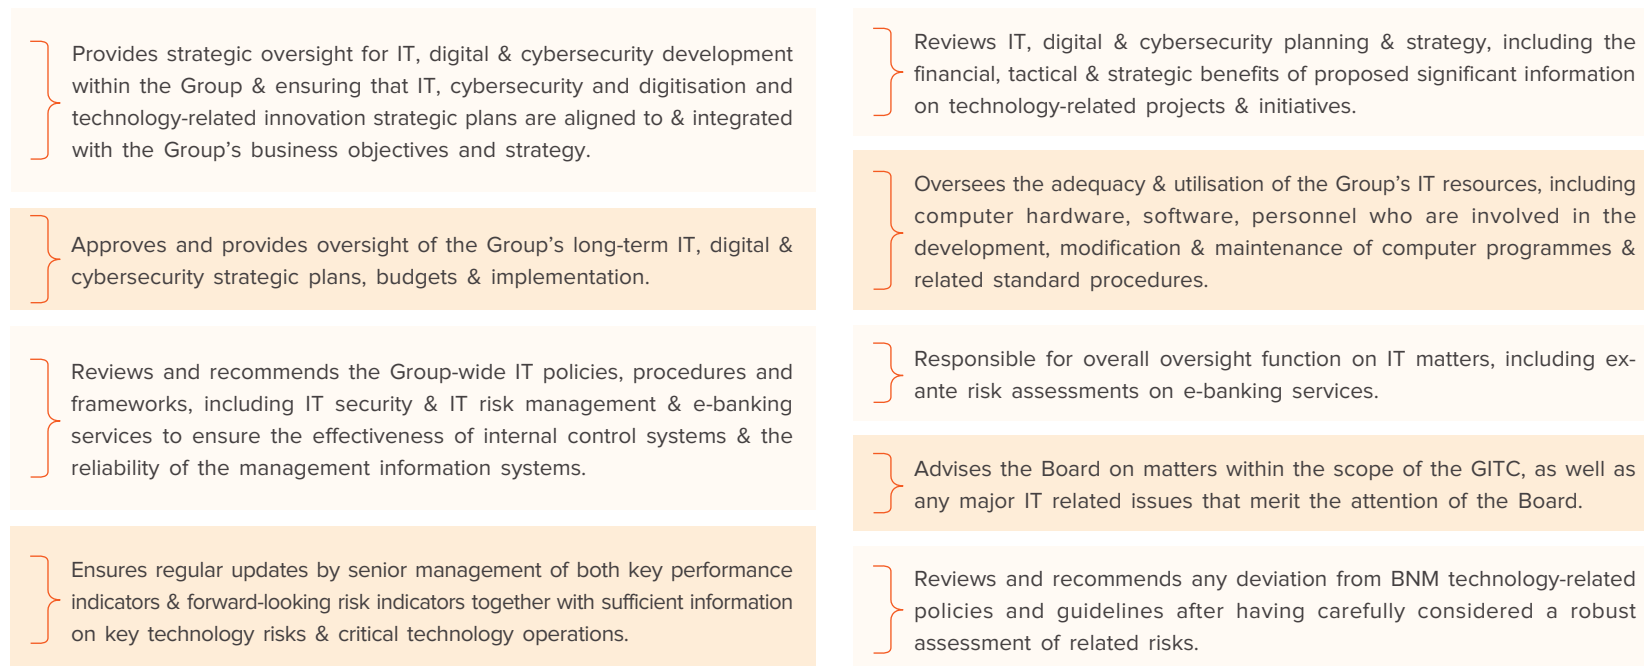 Provides strategic oversight for IT, digital & cybersecurity development
within the Group & ensuring that IT, cybersecurity and digitisation and
technology-related innovation strategic plans are aligned to & integrated
with the Group's business objectives and strategy.
Approves and provides oversight of the Group's long-term IT, digital &
cybersecurity strategic plans, budgets & implementation.
Reviews and recommends the Group-wide IT policies, procedures and
frameworks, including IT security & IT risk management & e-banking
services to ensure the effectiveness of internal control systems & the
reliability of the management information systems.
Ensures regular updates by senior management of both key performance
indicators & forward-looking risk indicators together with sufficient information
on key technology risks & critical technology operations.
Reviews IT, digital & cybersecurity planning & strategy, including the
financial, tactical & strategic benefits of proposed significant information
on technology-related projects & initiatives.
Oversees the adequacy & utilisation of the Group's IT resources, including
computer hardware, software, personnel who are involved in the
development, modification & maintenance of computer programmes &
related standard procedures.
Responsible for overall oversight function on IT matters, including ex-
ante risk assessments on e-banking services.
Advises the Board on matters within the scope of the GITC, as well as
any major IT related issues that merit the attention of the Board.
Reviews and recommends any deviation from BNM technology-related
policies and guidelines after having carefully considered a robust
assessment of related risks.